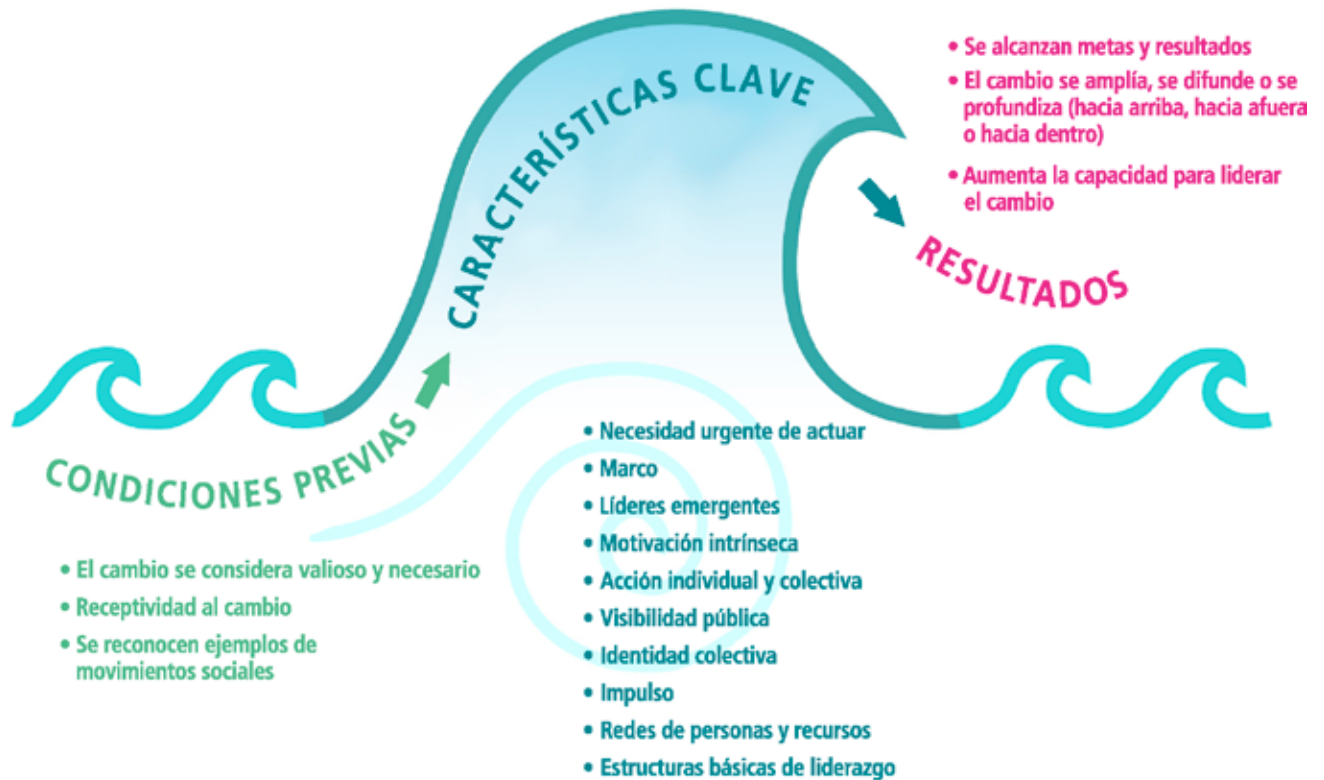 CONDICIONES PREVIAS
• El cambio se considera valioso y necesario
• Receptividad al cambio
• Se reconocen ejemplos de
movimientos sociales
CARACTERÍSTICAS CLAVE
• Necesidad urgente de actuar
• Marco
• Líderes emergentes
• Motivación intrínseca
• Acción individual y colectiva
• Visibilidad pública
• Identidad colectiva
• Impulso
• Redes de personas y recursos
• Estructuras básicas de liderazgo
RESULTADOS
• Se alcanzan metas y resultados
• El cambio se amplía, se difunde o se
profundiza (hacia arriba, hacia afuera
o hacia dentro)
• Aumenta la capacidad para liderar
el cambio